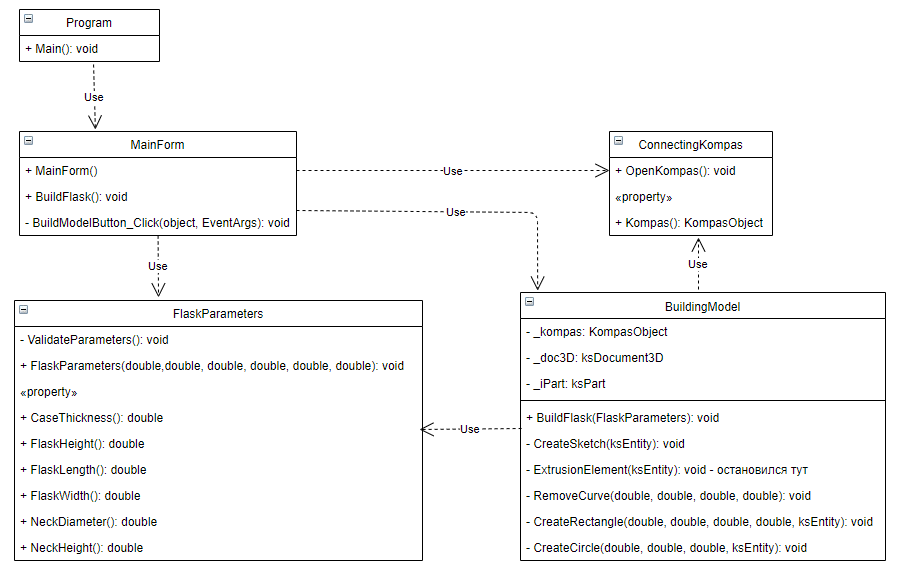 Program
+ Main(): void
Use
MainForm
+ MainForm()
+ BuildFlask(): void
- BuildModelButton_Click(object, EventArgs): void
Use
Use
Use
ConnectingKompas
+ OpenKompas(): void
«property»
+ Kompas(): KompasObject
Use
FlaskParameters
- ValidateParameters(): void
+ FlaskParameters(double,double, double, double, double, double): void
«property»
+ CaseThickness(): double
+ FlaskHeight(): double
+ FlaskLength(): double
+ FlaskWidth(): double
+ NeckDiameter(): double
+ NeckHeight(): double
Use
BuildingModel
- _kompas: KompasObject
- _doc3D: ksDocument3D
- _iPart: ksPart
+ BuildFlask(FlaskParameters): void
- CreateSketch(ksEntity): void
- ExtrusionElement(ksEntity): void - остановился тут
- RemoveCurve(double, double, double, double): void
- CreateRectangle(double, double, double, double, ksEntity): void
- CreateCircle(double, double, double, ksEntity): void